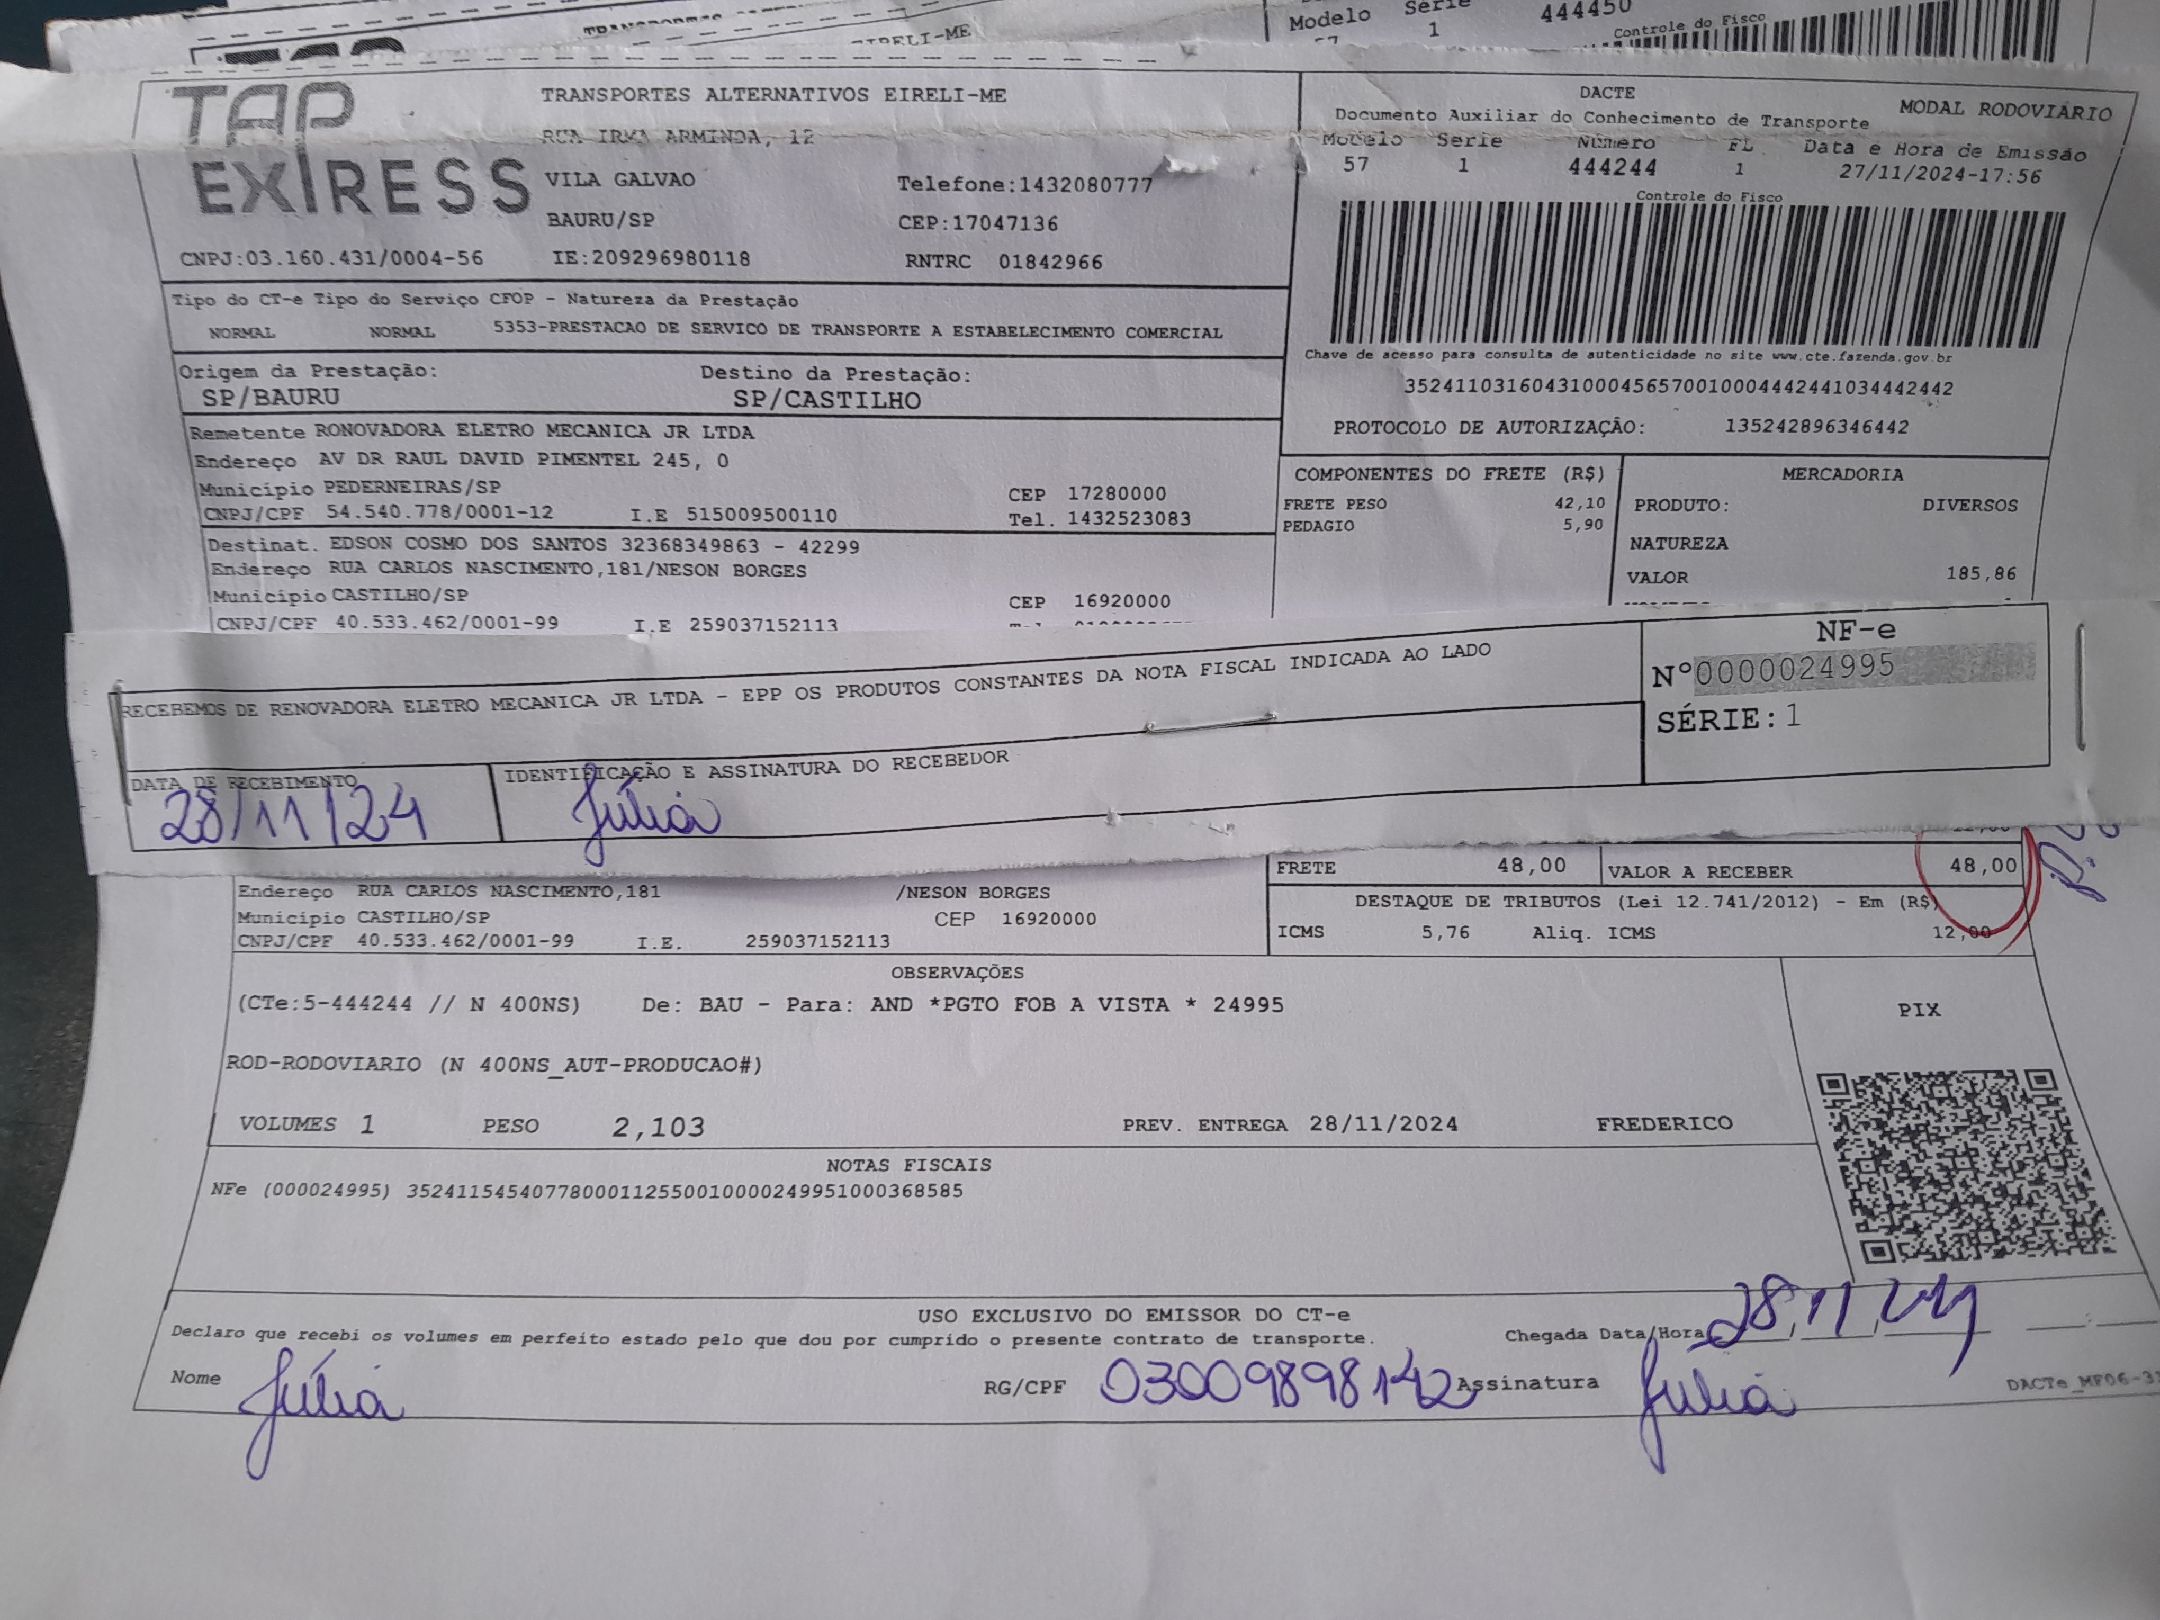 EIRELI-ME
Modelo Serie 444450
1 Controle do Fisco
TAP EXPRESS
TRANSPORTES ALTERNATIVOS EIRELI-ME
RUA IRMA ARMINDA, 12
VILA GALVAO Telefone:1432080777
BAURU/SP CEP:17047136
CNPJ:03.160.431/0004-56 IE:209296980118 RNTRC 01842966
DACTE
Documento Auxiliar do Conhecimento de Transporte MODAL RODOVIÁRIO
Modelo Serie Número FL Data e Hora de Emissão
57 1 444244 1 27/11/2024-17:56
Controle do Fisco
Chave de acesso para consulta de autenticidade no site www.cte.fazenda.gov.br
35241103160431000456570010004442441034442442
PROTOCOLO DE AUTORIZAÇÃO: 135242896346442
Tipo do CT-e Tipo do Serviço CFOP - Natureza da Prestação
NORMAL NORMAL 5353-PRESTACAO DE SERVICO DE TRANSPORTE A ESTABELECIMENTO COMERCIAL
Origem da Prestação: Destino da Prestação:
SP/BAURU SP/CASTILHO
Remetente RONOVADORA ELETRO MECANICA JR LTDA
Endereço AV DR RAUL DAVID PIMENTEL 245, 0
Município PEDERNEIRAS/SP CEP 17280000
CNPJ/CPF 54.540.778/0001-12 I.E 515009500110 Tel. 1432523083
Destinat. EDSON COSMO DOS SANTOS 32368349863 - 42299
Endereço RUA CARLOS NASCIMENTO,181/NESON BORGES
Município CASTILHO/SP CEP 16920000
CNPJ/CPF 40.533.462/0001-99 I.E 259037152113
COMPONENTES DO FRETE (R$)
FRETE PESO 42,10
PEDAGIO 5,90
MERCADORIA
PRODUTO: DIVERSOS
NATUREZA
VALOR 185,86
RECEBEMOS DE RENOVADORA ELETRO MECANICA JR LTDA - EPP OS PRODUTOS CONSTANTES DA NOTA FISCAL INDICADA AO LADO
NF-e
Nº0000024995
SÉRIE:1
DATA DE RECEBIMENTO IDENTIFICAÇÃO E ASSINATURA DO RECEBEDOR
28/11/24 Júlia
FRETE 48,00 VALOR A RECEBER 48,00
DESTAQUE DE TRIBUTOS (Lei 12.741/2012) - Em (R$)
ICMS 5,76 Aliq. ICMS 12,00
Endereço RUA CARLOS NASCIMENTO,181 /NESON BORGES
Municipio CASTILHO/SP CEP 16920000
CNPJ/CPF 40.533.462/0001-99 I.E. 259037152113
OBSERVAÇÕES
(CTe:5-444244 // N 400NS) De: BAU - Para: AND *PGTO FOB A VISTA * 24995
ROD-RODOVIARIO (N 400NS_AUT-PRODUCAO#)
PIX
VOLUMES 1 PESO 2,103 PREV. ENTREGA 28/11/2024 FREDERICO
NOTAS FISCAIS
NFe (000024995) 35241154540778000112550010000249951000368585
USO EXCLUSIVO DO EMISSOR DO CT-e
Declaro que recebi os volumes em perfeito estado pelo que dou por cumprido o presente contrato de transporte.
Chegada Data/Hora 28/11/24
Nome Júlia RG/CPF 03009898142 Assinatura Júlia